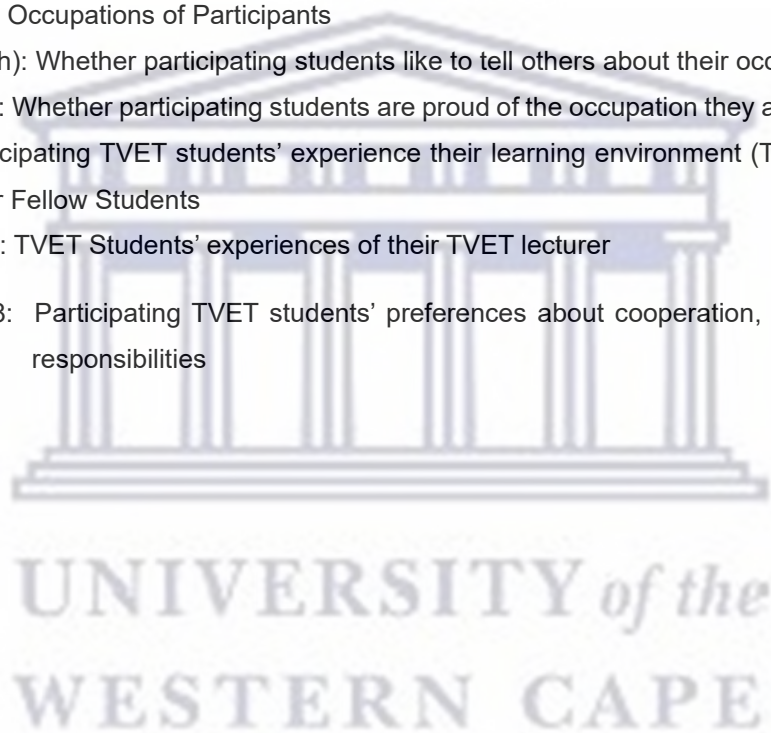 Occupations of Participants
h): Whether participating students like to tell others about their occ
: Whether participating students are proud of the occupation they a
cipating TVET students’ experience their learning environment (T
r Fellow Students
: TVET Students’ experiences of their TVET lecturer
3: Participating TVET students’ preferences about cooperation,
responsibilities
UNIVERSITY of the
WESTERN CAPE